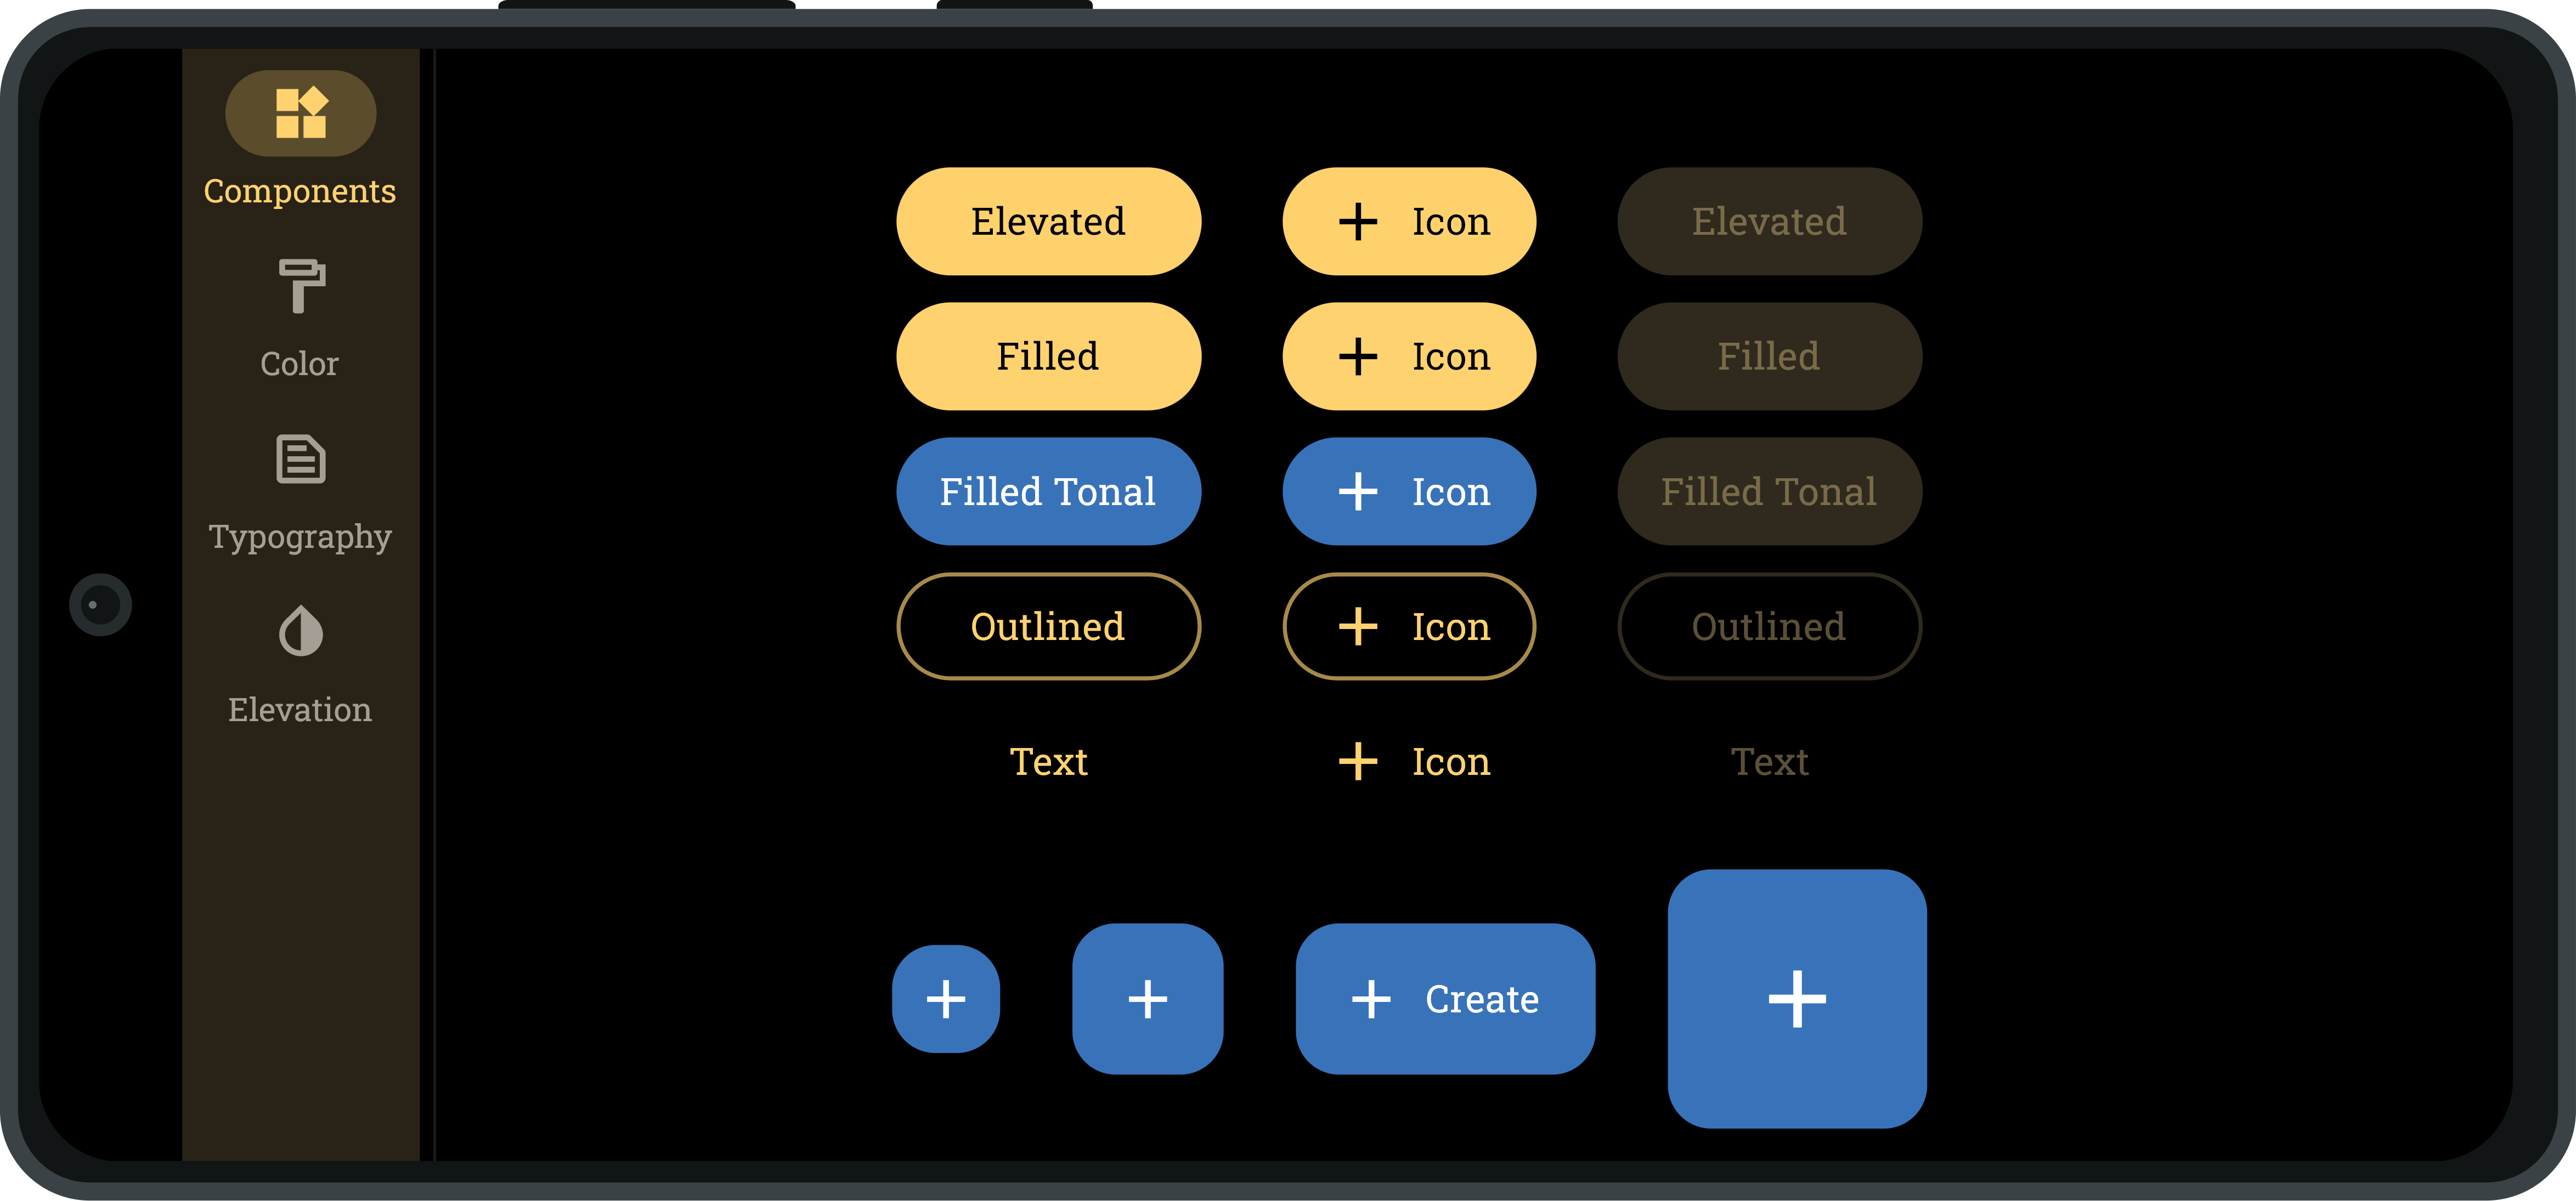 Components
Color
Typography
Elevation
Elevated
Icon
Elevated
Filled
Icon
Filled
Filled Tonal
Icon
Filled Tonal
Outlined
Icon
Outlined
Text
Icon
Text
Create